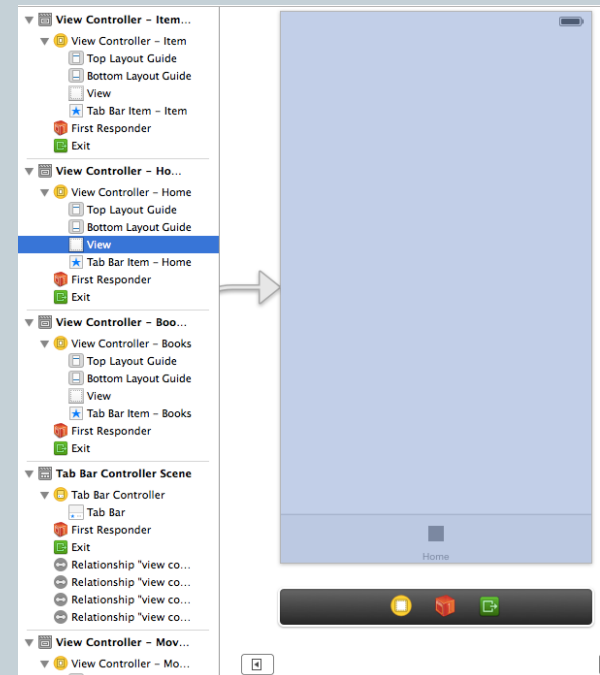 View Controller – Item...
View Controller – Item
Top Layout Guide
Bottom Layout Guide
View
Tab Bar Item – Item
First Responder
Exit
View Controller – Ho...
View Controller – Home
Top Layout Guide
Bottom Layout Guide
View
Tab Bar Item – Home
First Responder
Exit
View Controller – Boo...
View Controller – Books
Top Layout Guide
Bottom Layout Guide
View
Tab Bar Item – Books
First Responder
Exit
Tab Bar Controller Scene
Tab Bar Controller
Tab Bar
First Responder
Exit
Relationship "view co...
Relationship "view co...
Relationship "view co...
Relationship "view co...
View Controller – Mov...
View Controller – Mo...
Home